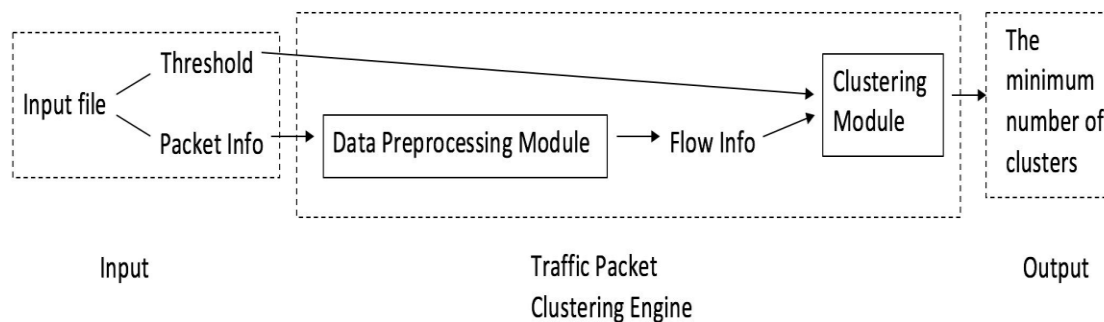 Input file
Threshold
Packet Info
Data Preprocessing Module
Flow Info
Clustering
Module
The
minimum
number of
clusters
Input
Traffic Packet
Clustering Engine
Output